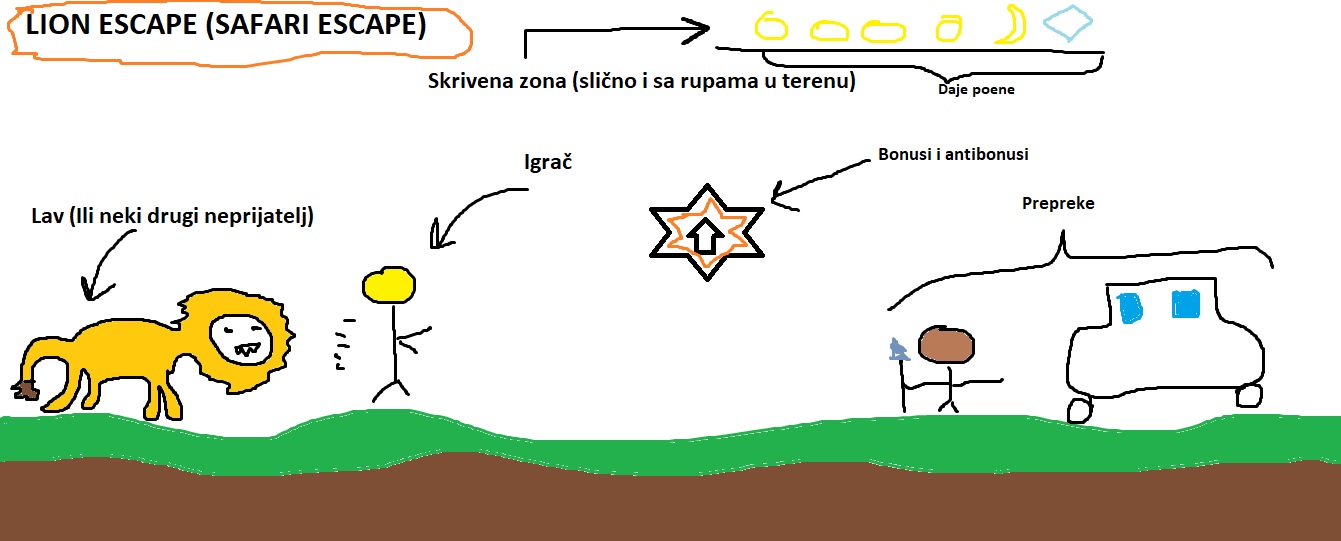 LION ESCAPE (SAFARI ESCAPE)
Skrivena zona (slično i sa rupama u terenu)
Daje poene
Igrač
Bonusi i antibonusi
Lav (Ili neki drugi neprijatelj)
Prepreke